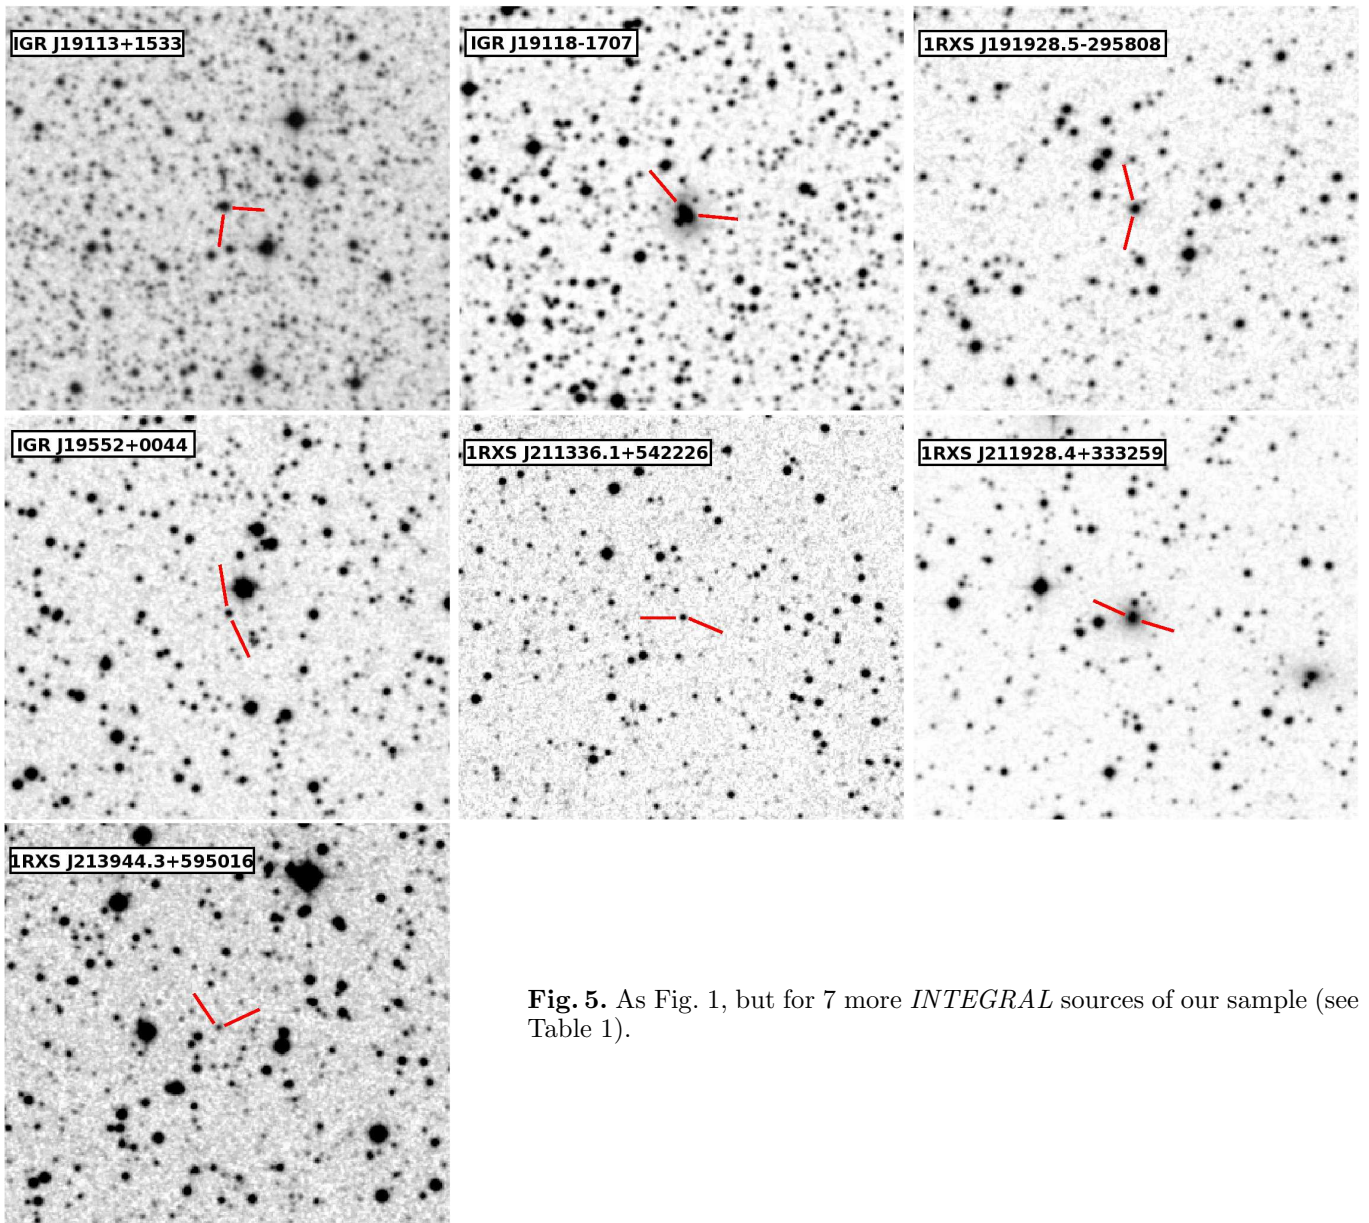 IGR J19113+1533
IGR J19118-1707
1RXS J191928.5-295808
IGR J19552+0044
1RXS J211336.1+542226
1RXS J211928.4+333259
1RXS J213944.3+595016
Fig. 5. As Fig. 1, but for 7 more INTEGRAL sources of our sample (see
Table 1).